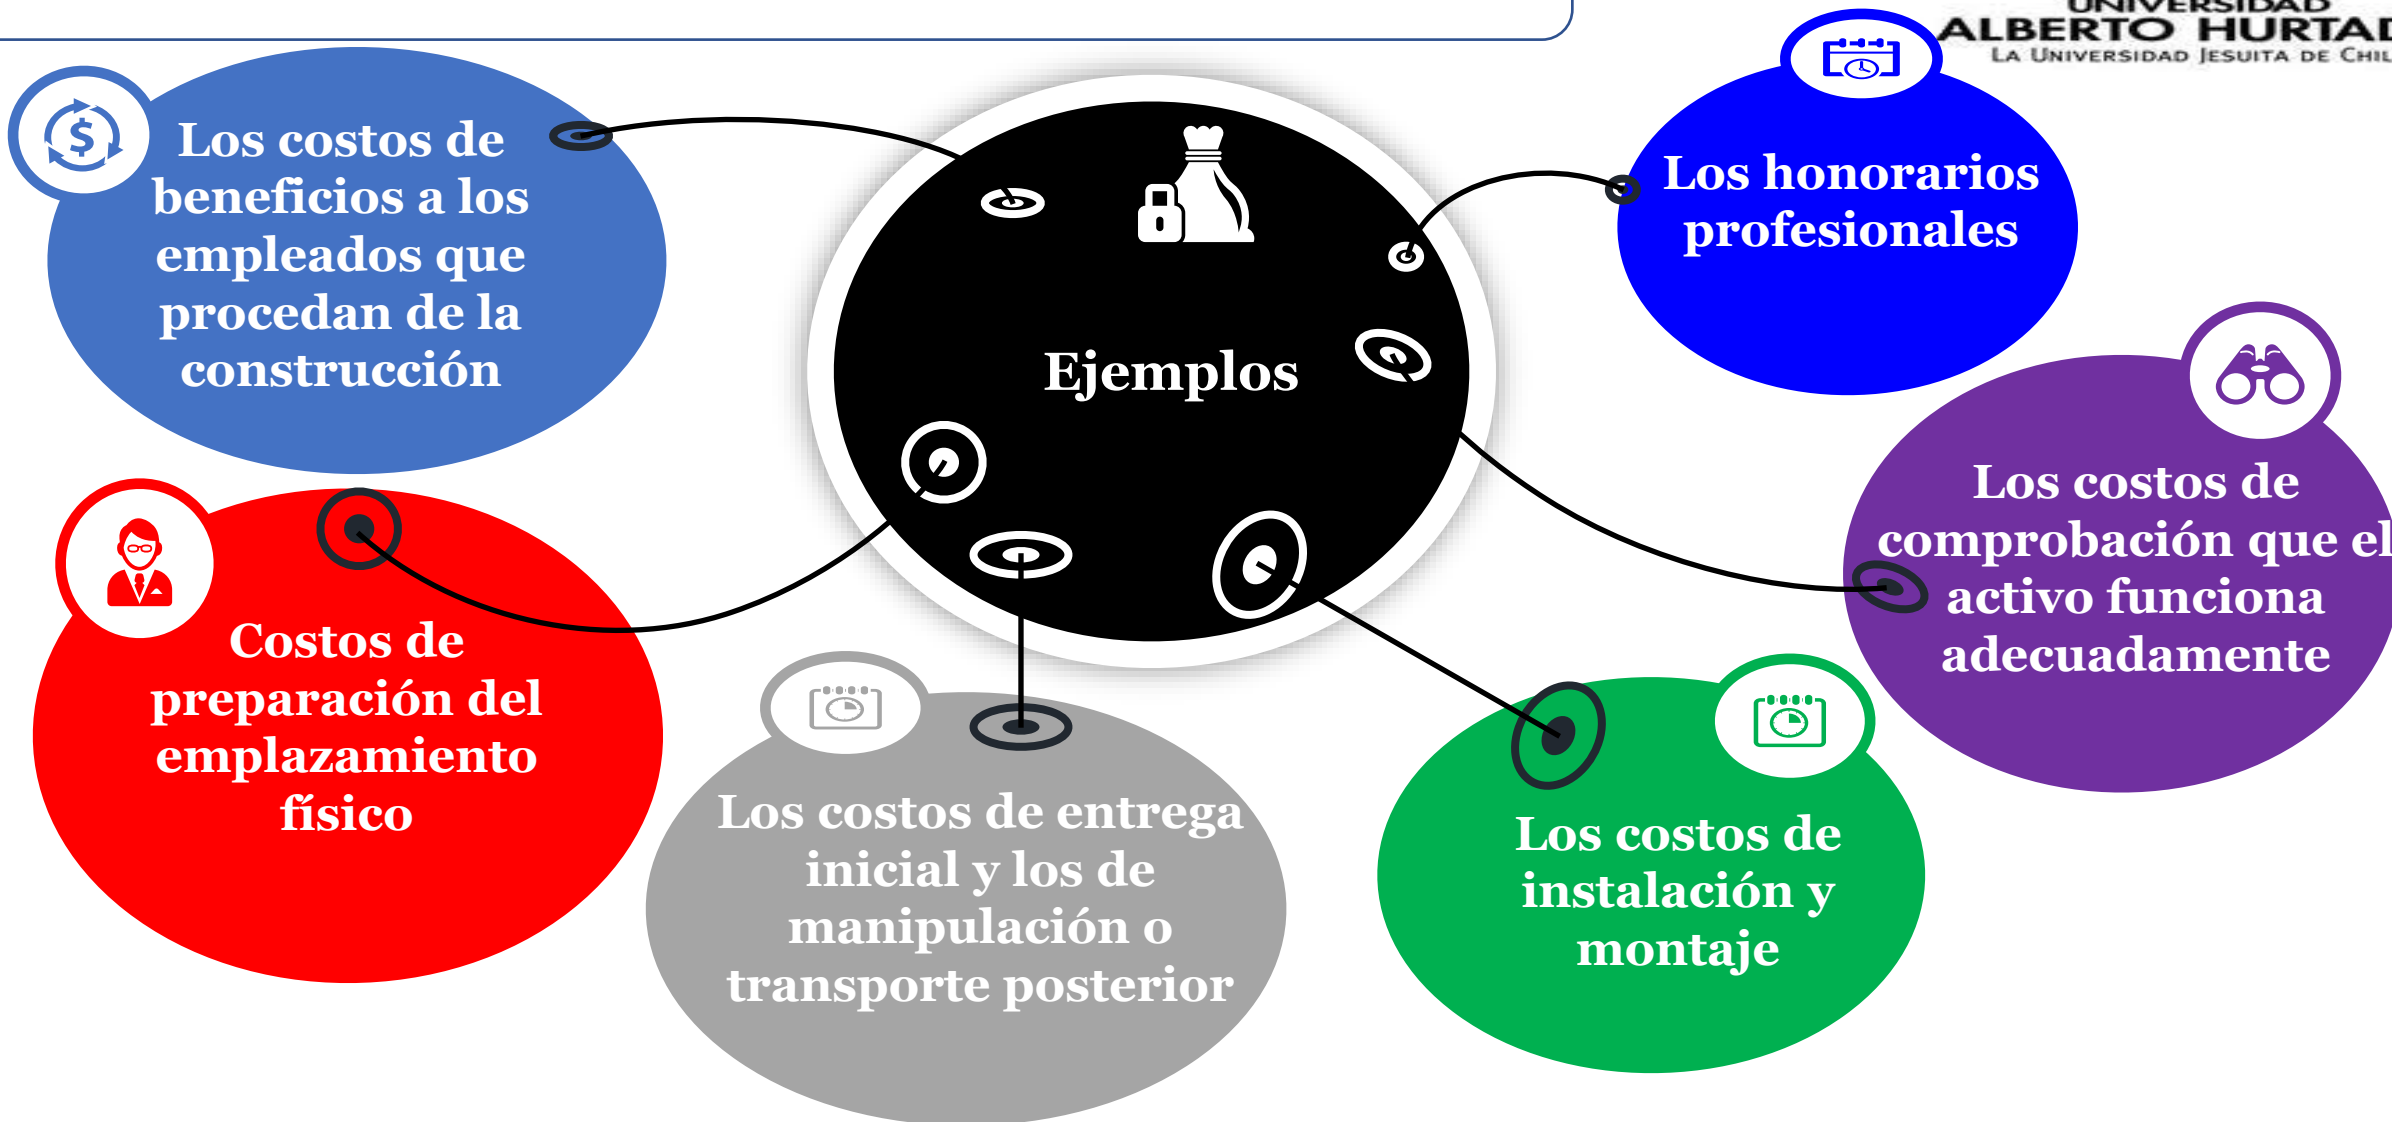 UNIVERSIDAD
ALBERTO HURTAD
LA UNIVERSIDAD JESUITA DE CHIL
Los costos de
beneficios a los
empleados que
procedan de la
construcción
Ejemplos
Los honorarios
profesionales
Los costos de
comprobación que el
activo funciona
adecuadamente
Costos de
preparación del
emplazamiento
físico
Los costos de entrega
inicial y los de
manipulación o
transporte posterior
Los costos de
instalación y
montaje